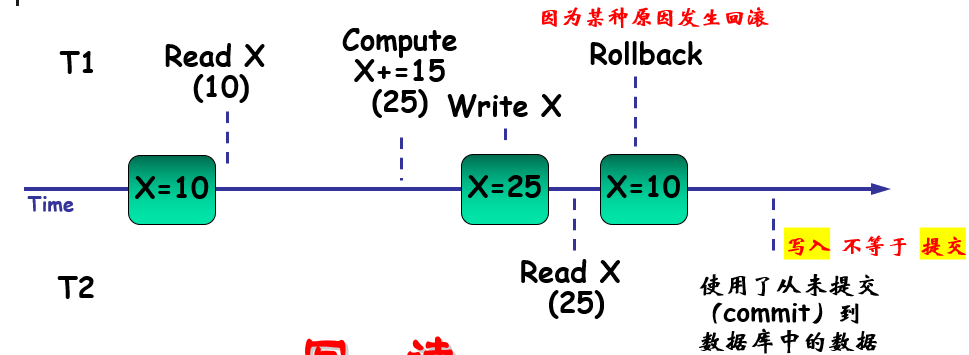 因为某种原因发生回滚
T1
Read X
(10)
Compute
X+=15
(25)
Write X
Rollback
X=10
X=25
X=10
Time
写入 不等于 提交
T2
Read X
(25)
使用了从未提交
（commit）到
数据库中的数据